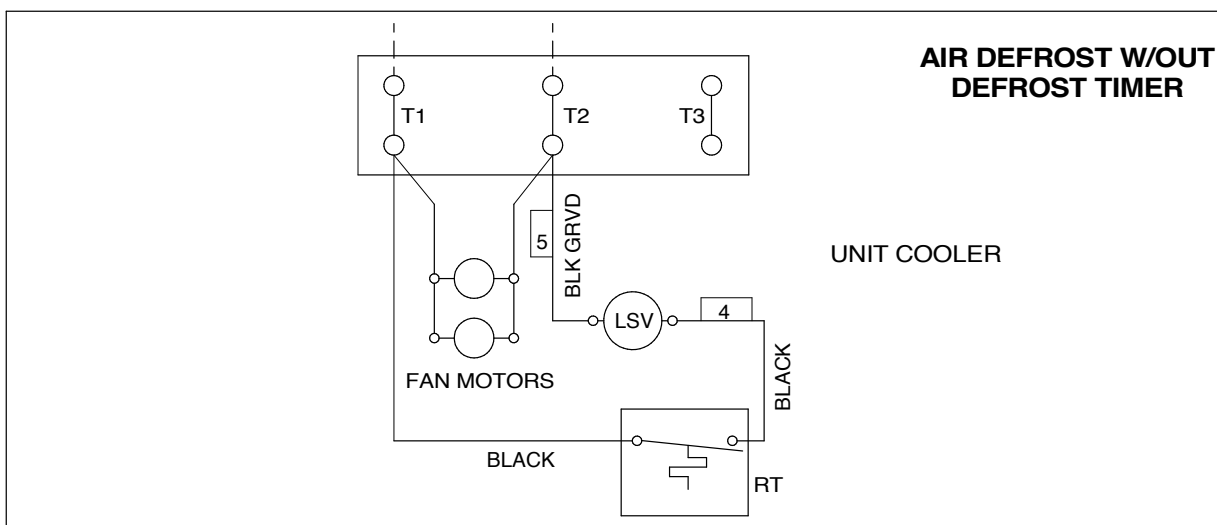 AIR DEFROST W/OUT
DEFROST TIMER
T1
T2
T3
5
BLK GRVD
UNIT COOLER
LSV
4
FAN MOTORS
BLACK
BLACK
RT